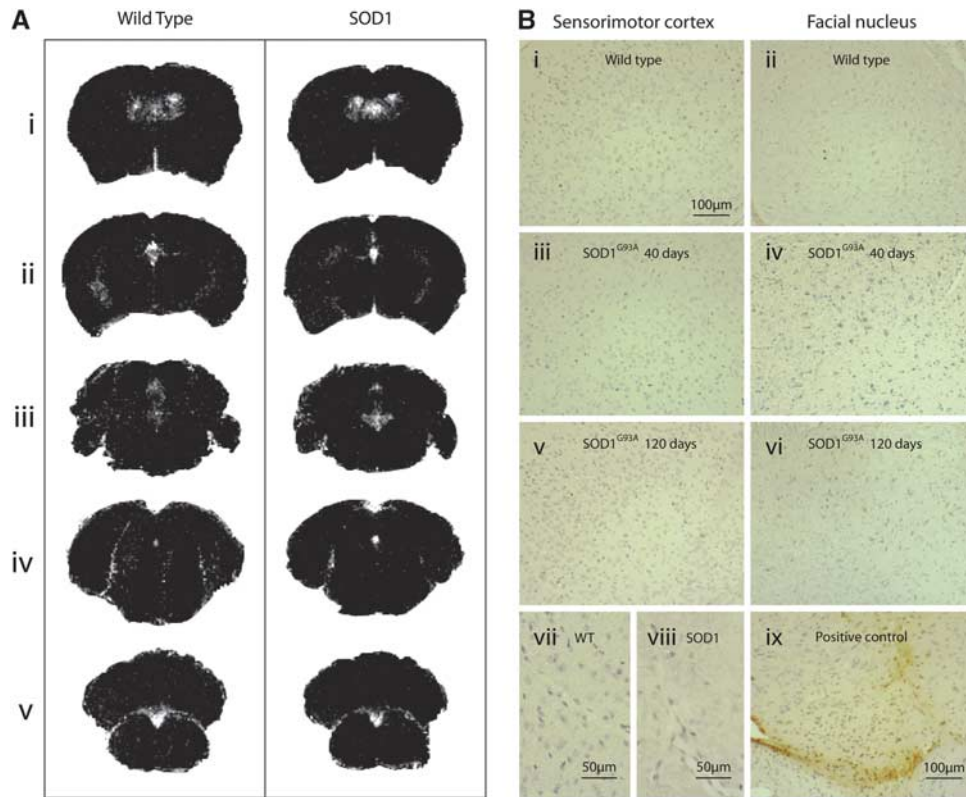 A
Wild Type
SOD1
i
ii
iii
iv
v
B
Sensorimotor cortex
Facial nucleus
i
Wild type
100µm
ii
Wild type
iii
SOD1G93A 40 days
iv
SOD1G93A 40 days
v
SOD1G93A 120 days
vi
SOD1G93A 120 days
vii
WT
50µm
viii
SOD1
50µm
ix
Positive control
100µm